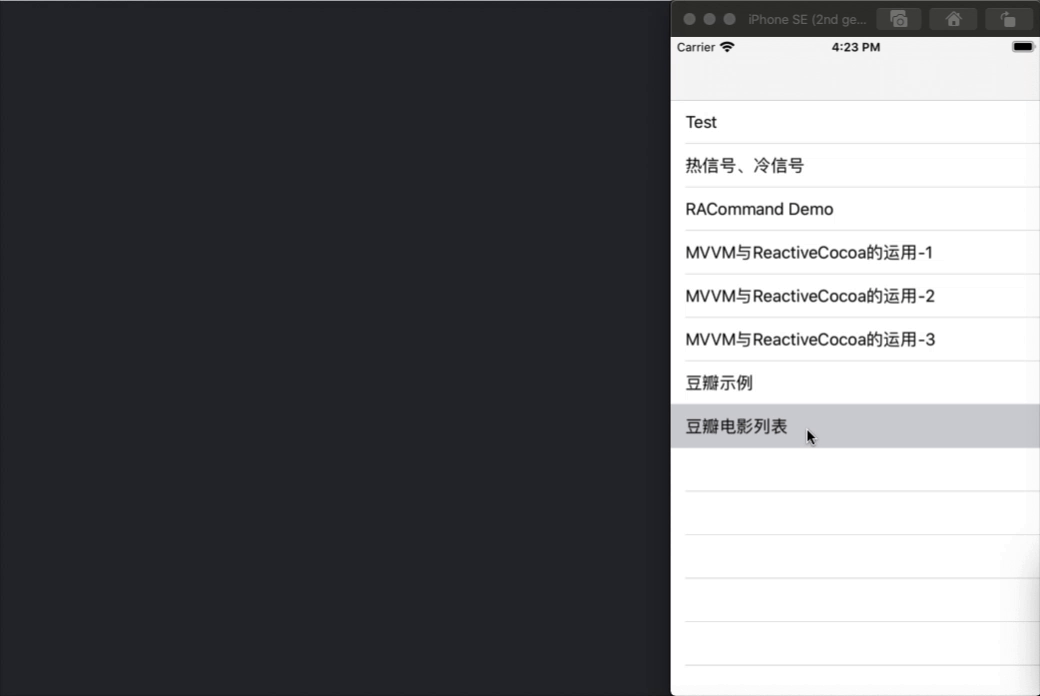 iPhone SE (2nd ge...
Carrier
4:23 PM
Test
热信号、冷信号
RACommand Demo
MVVM与ReactiveCocoa的运用-1
MVVM与ReactiveCocoa的运用-2
MVVM与ReactiveCocoa的运用-3
豆瓣示例
豆瓣电影列表